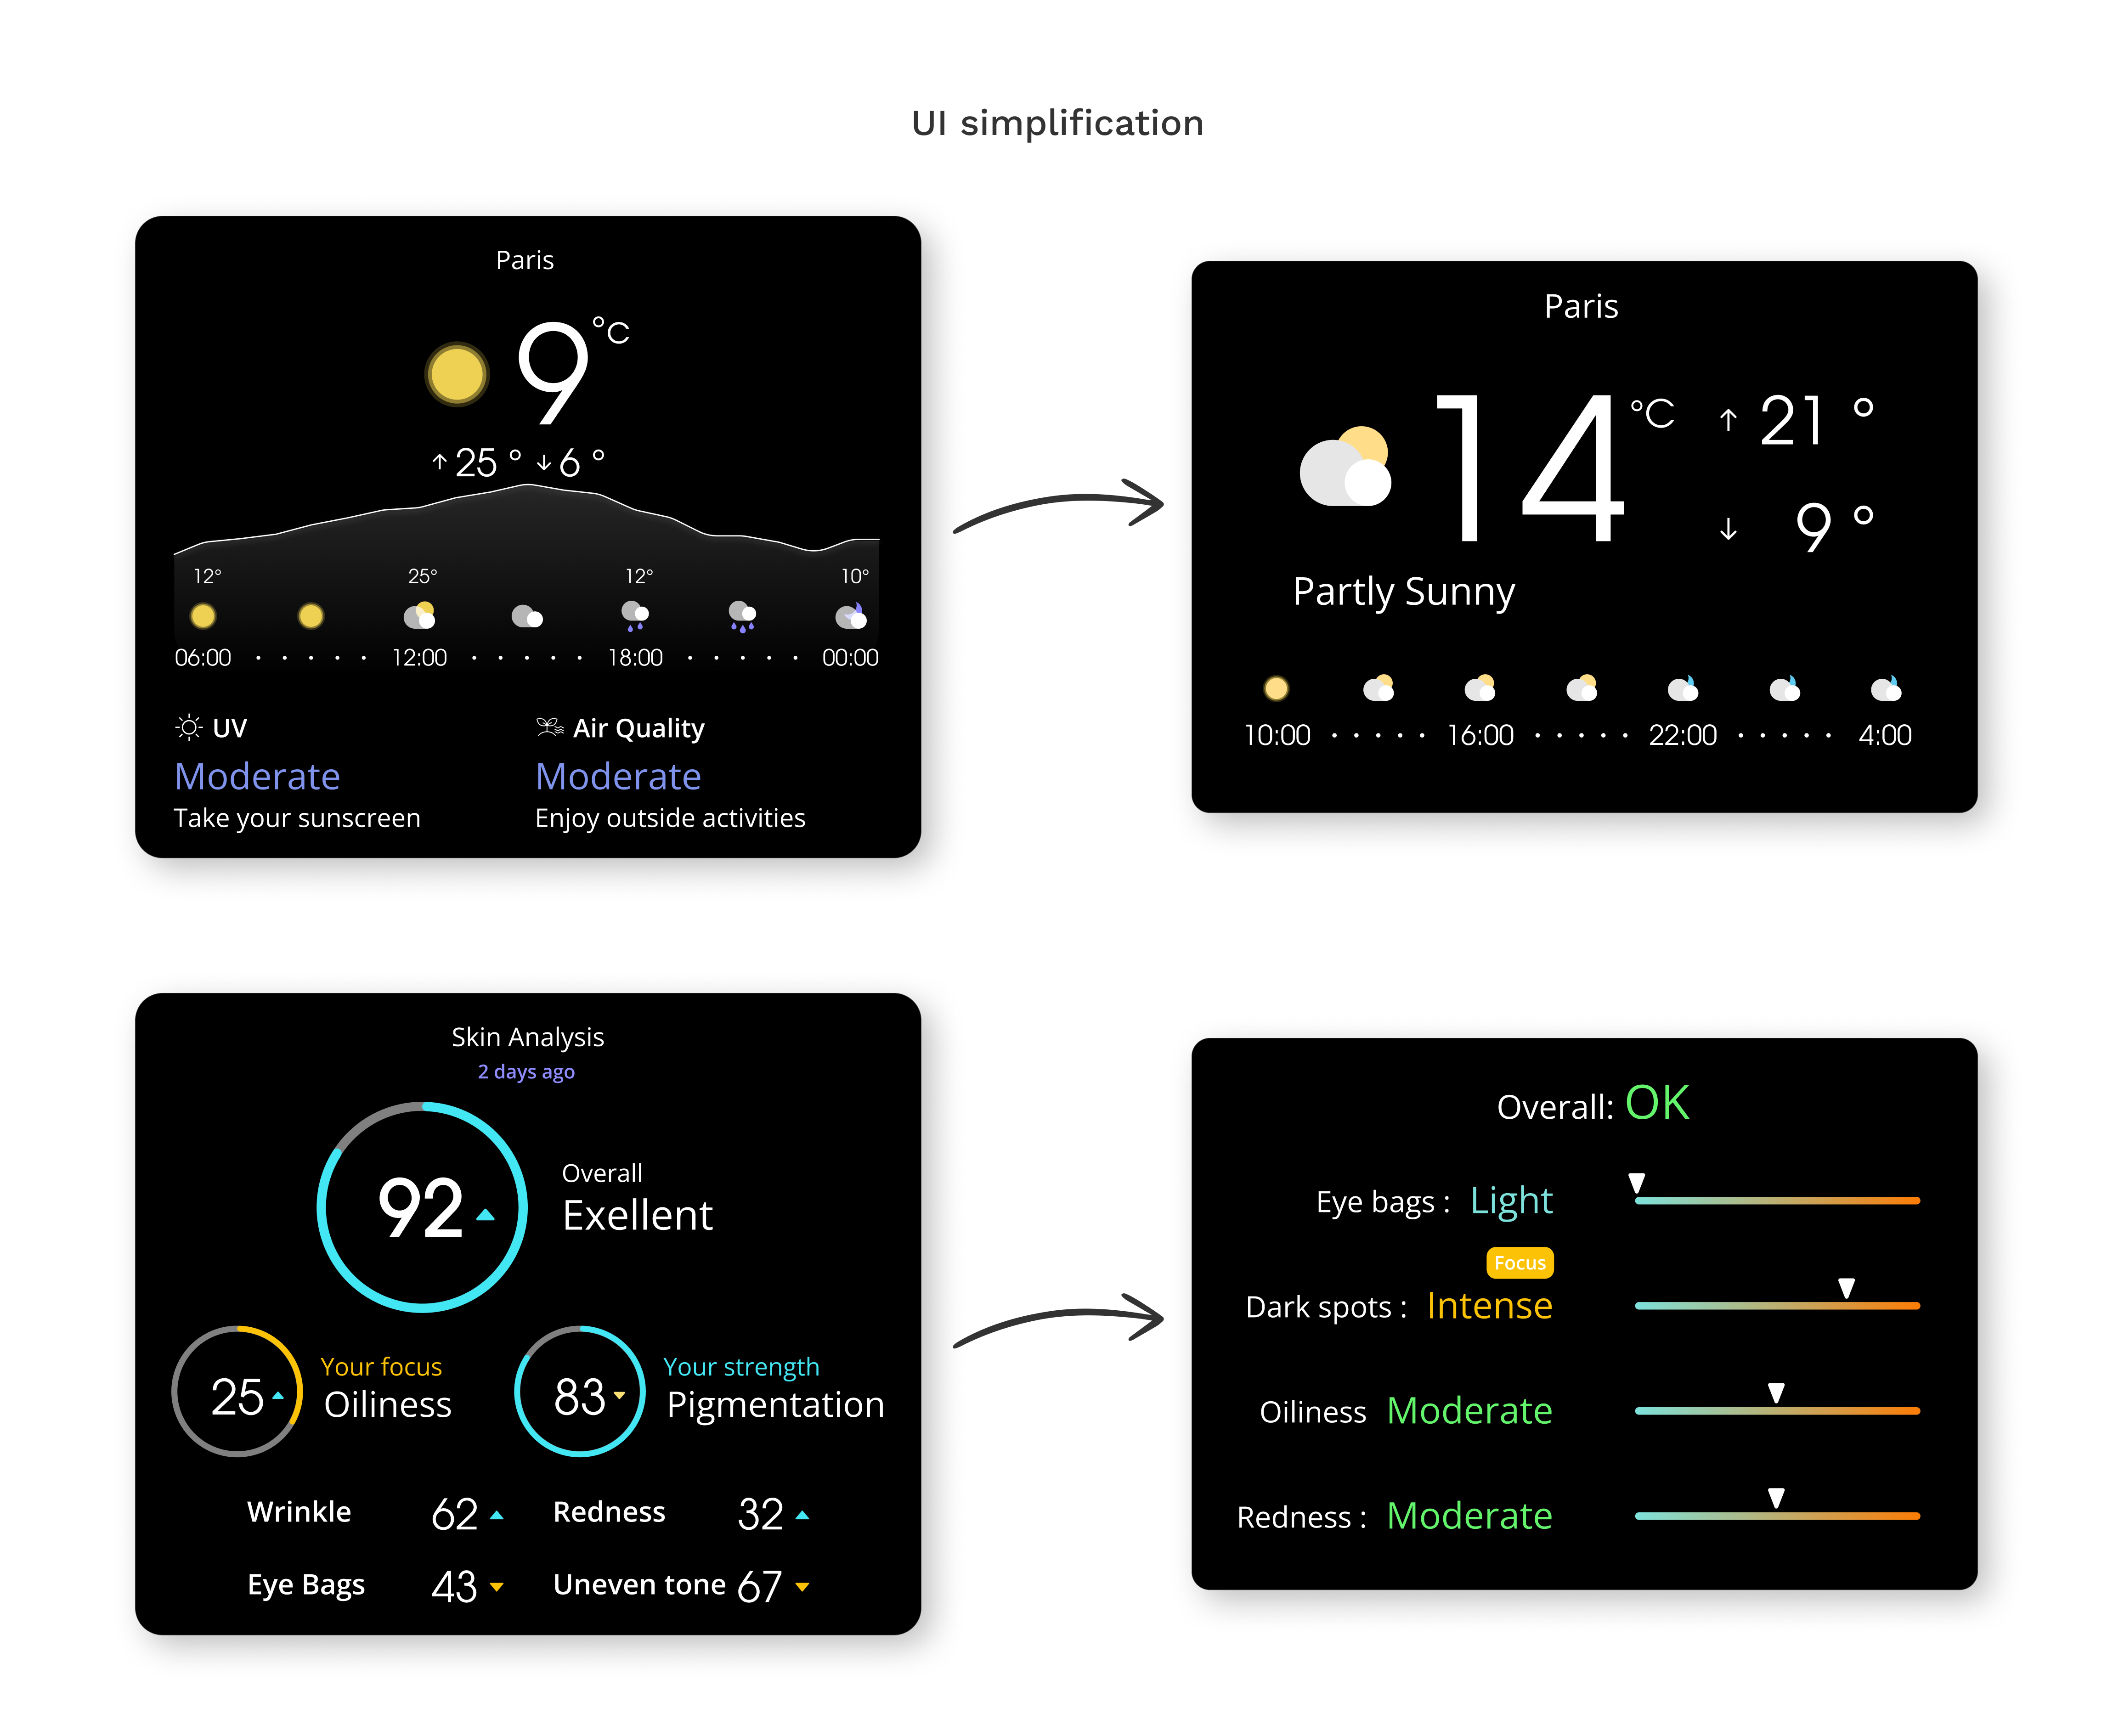 UI simplification
Paris
9 °C
↑ 25 ° ↓ 6 °
12° 25° 12° 10°
06:00 · · · · · 12:00 · · · · · 18:00 · · · · · 00:00
UV Air Quality
Moderate Moderate
Take your sunscreen Enjoy outside activities
Paris
14 °C ↑ 21 °
↓ 9 °
Partly Sunny
10:00 · · · · · 16:00 · · · · · 22:00 · · · · · 4:00
Skin Analysis
2 days ago
92
Overall
Exellent
25
Your focus
Oiliness
83
Your strength
Pigmentation
Wrinkle 62 Redness 32
Eye Bags 43 Uneven tone 67
Overall: OK
Eye bags : Light
Focus
Dark spots : Intense
Oiliness Moderate
Redness : Moderate